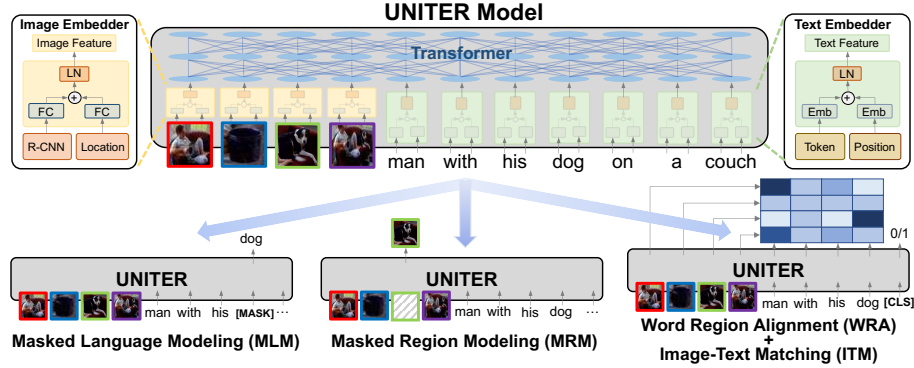 UNITER Model
Image Embedder
Image Feature
LN
+
FC
FC
R-CNN
Location
Transformer
man with his dog on a couch
Text Embedder
Text Feature
LN
+
Emb
Emb
Token
Position
dog
UNITER
man with his [MASK] ...
Masked Language Modeling (MLM)
UNITER
man with his dog ...
Masked Region Modeling (MRM)
0/1
UNITER
man with his dog [CLS]
Word Region Alignment (WRA)
+
Image-Text Matching (ITM)